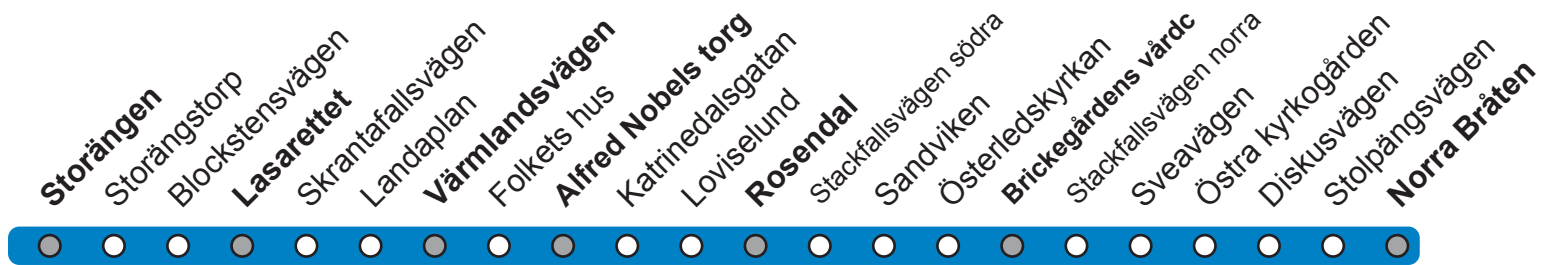 Storängen
Storängstorp
Blockstensvägen
Lasarettet
Skrantafallsvägen
Landaplan
Värmlandsvägen
Folkets hus
Alfred Nobels torg
Katrinedalsgatan
Loviselund
Rosendal
Stackfallsvägen södra
Sandviken
Österledskyrkan
Brickegårdens vårdc
Stackfallsvägen norra
Sveavägen
Östra kyrkogården
Diskusvägen
Stolpängsvägen
Norra Bråten